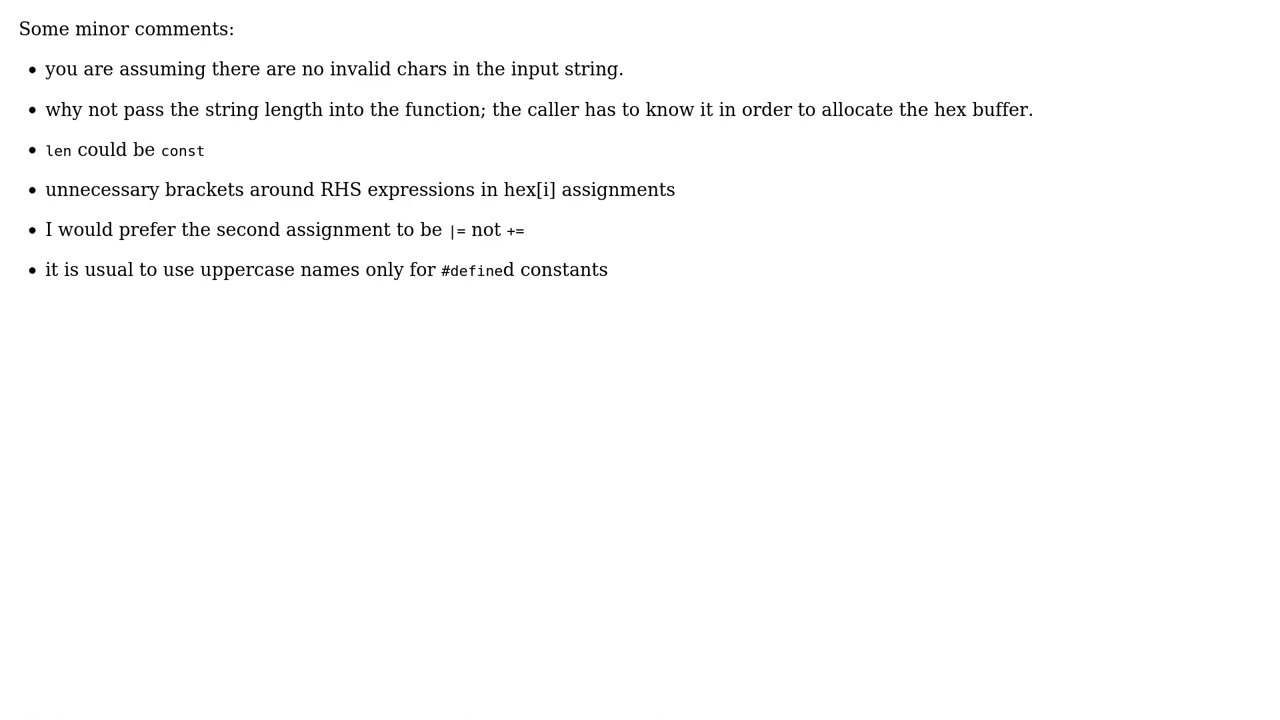 Some minor comments:
• you are assuming there are no invalid chars in the input string.
• why not pass the string length into the function; the caller has to know it in order to allocate the hex buffer.
• len could be const
• unnecessary brackets around RHS expressions in hex[i] assignments
• I would prefer the second assignment to be |= not +=
• it is usual to use uppercase names only for #defined constants